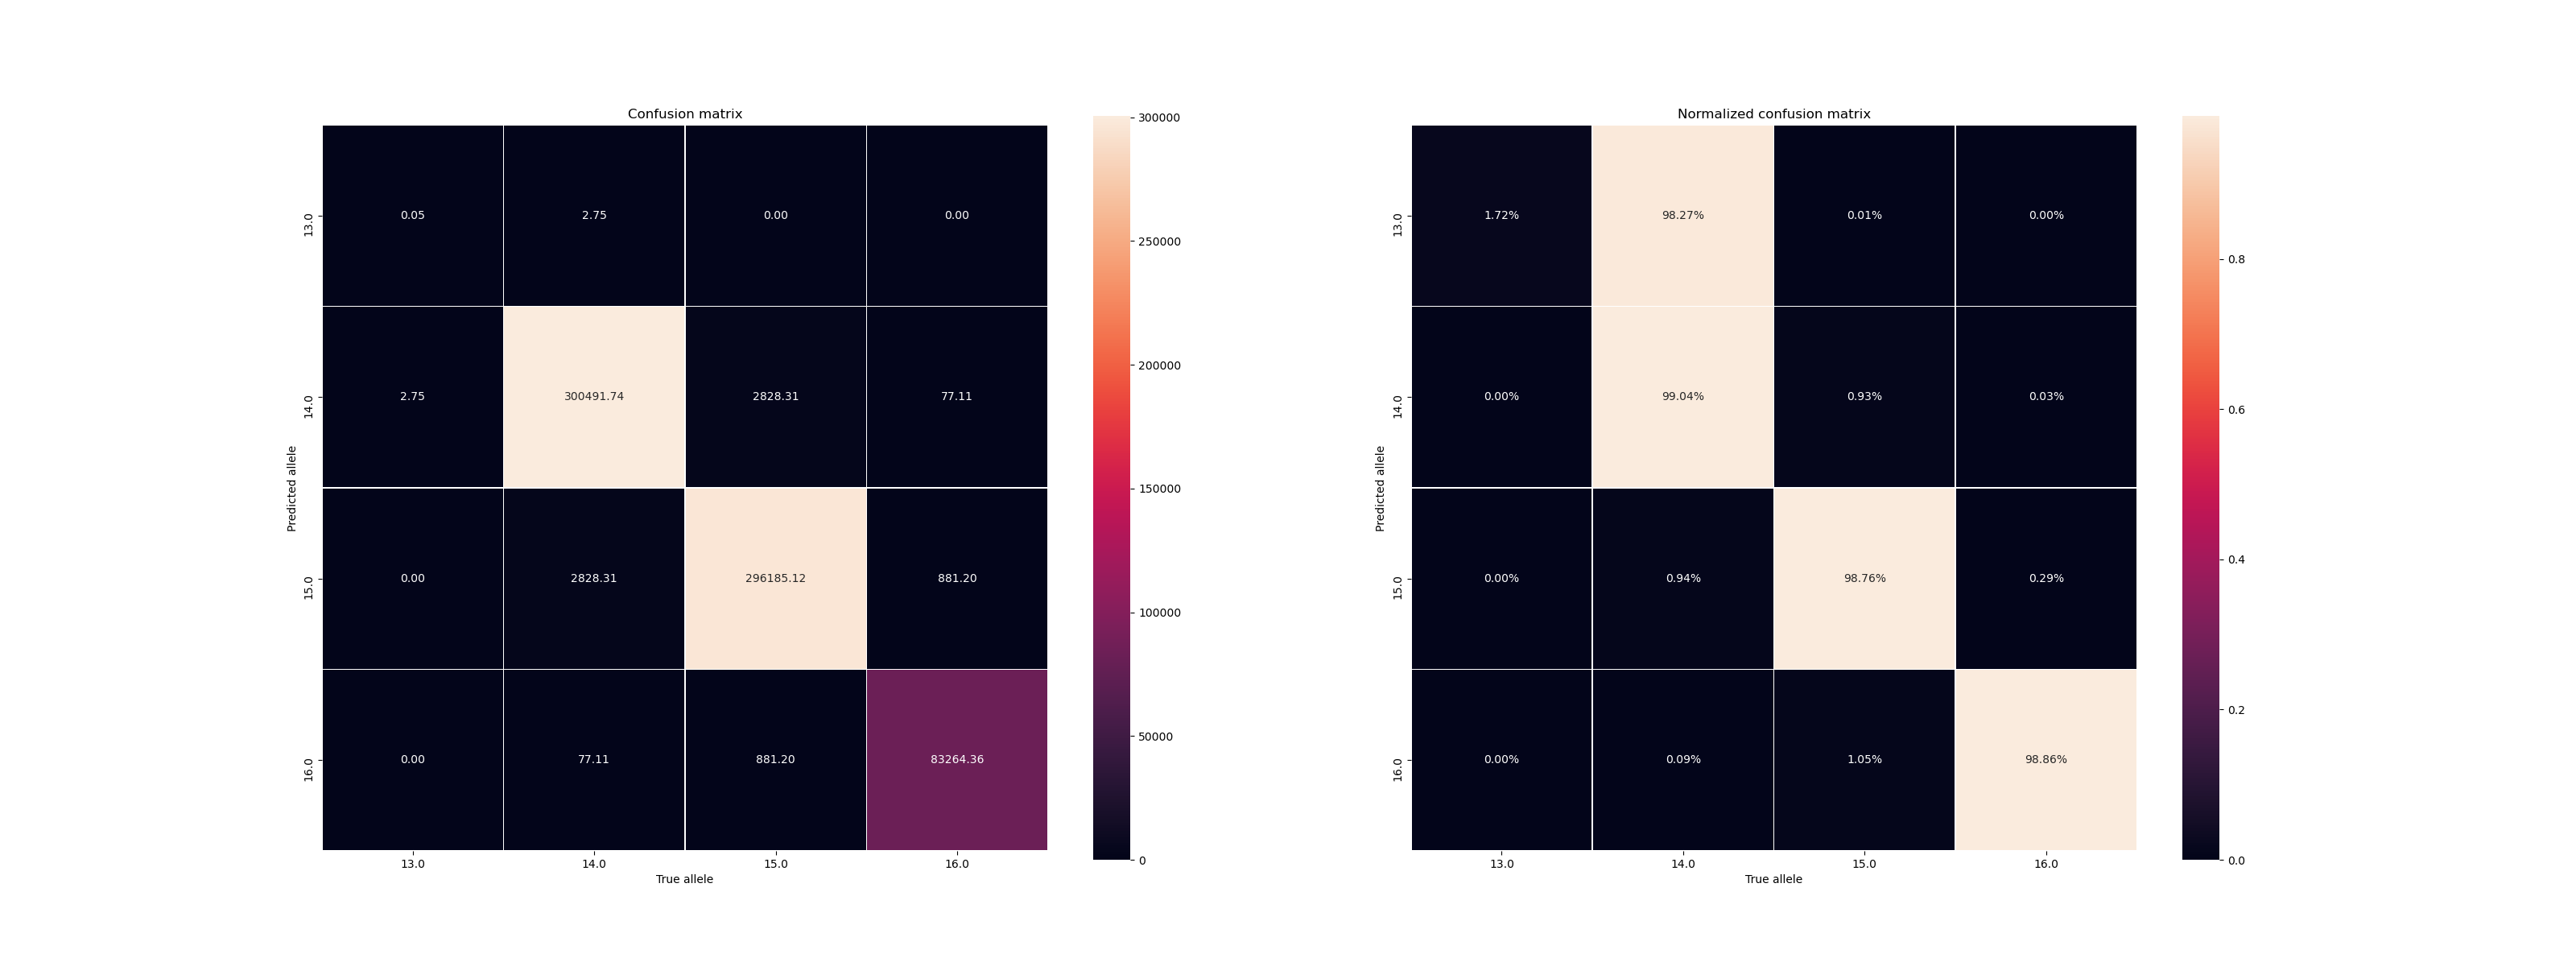 Confusion matrix
13.0 0.05 2.75 0.00 0.00
14.0 2.75 300491.74 2828.31 77.11
15.0 0.00 2828.31 296185.12 881.20
16.0 0.00 77.11 881.20 83264.36
13.0 14.0 15.0 16.0
True allele
Predicted allele
300000
250000
200000
150000
100000
50000
0
Normalized confusion matrix
13.0 1.72% 98.27% 0.01% 0.00%
14.0 0.00% 99.04% 0.93% 0.03%
15.0 0.00% 0.94% 98.76% 0.29%
16.0 0.00% 0.09% 1.05% 98.86%
13.0 14.0 15.0 16.0
True allele
Predicted allele
0.8
0.6
0.4
0.2
0.0